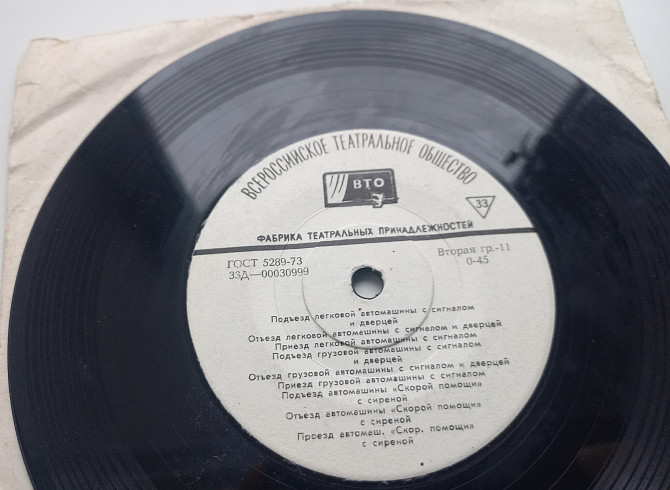 ВСЕРОССИЙСКОЕ ТЕАТРАЛЬНОЕ ОБЩЕСТВО
ВТО
33
ФАБРИКА ТЕАТРАЛЬНЫХ ПРИНАДЛЕЖНОСТЕЙ
ГОСТ 5289-73
33Д—00030999
Вторая гр.-11
0-45
Подъезд легковой автомашины с сигналом
и дверцей
Отъезд легковой автомашины с сигналом и дверцей
Приезд легковой автомашины с сигналом
Подъезд грузовой автомашины с сигналом
и дверцей
Отъезд грузовой автомашины с сигналом и дверцей
Приезд грузовой автомашины с сигналом
Подъезд автомашины «Скорой помощи»
с сиреной
Отъезд автомашины «Скорой помощи»
с сиреной
Проезд автомаш. «Скор. помощи»
с сиреной